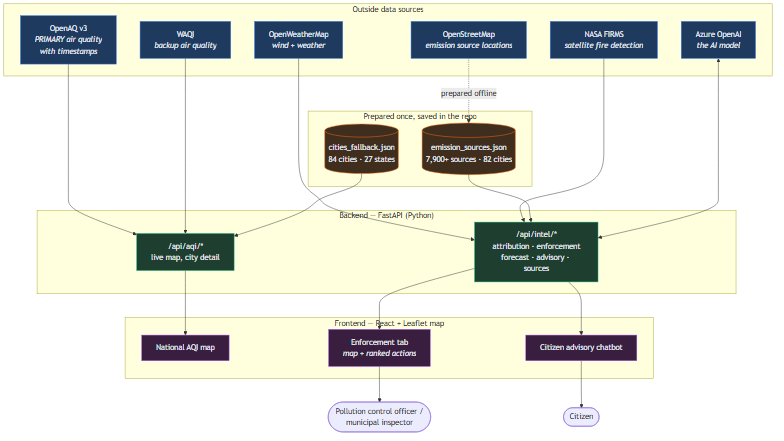 Outside data sources
OpenAQ v3
PRIMARY air quality
with timestamps
WAQI
backup air quality
OpenWeatherMap
wind + weather
OpenStreetMap
emission source locations
NASA FIRMS
satellite fire detection
Azure OpenAI
the AI model
prepared offline
Prepared once, saved in the repo
cities_fallback.json
84 cities · 27 states
emission_sources.json
7,900+ sources · 82 cities
Backend — FastAPI (Python)
/api/aqi/*
live map, city detail
/api/intel/*
attribution · enforcement
forecast · advisory ·
sources
Frontend — React + Leaflet map
National AQI map
Enforcement tab
map + ranked actions
Citizen advisory chatbot
Pollution control officer /
municipal inspector
Citizen